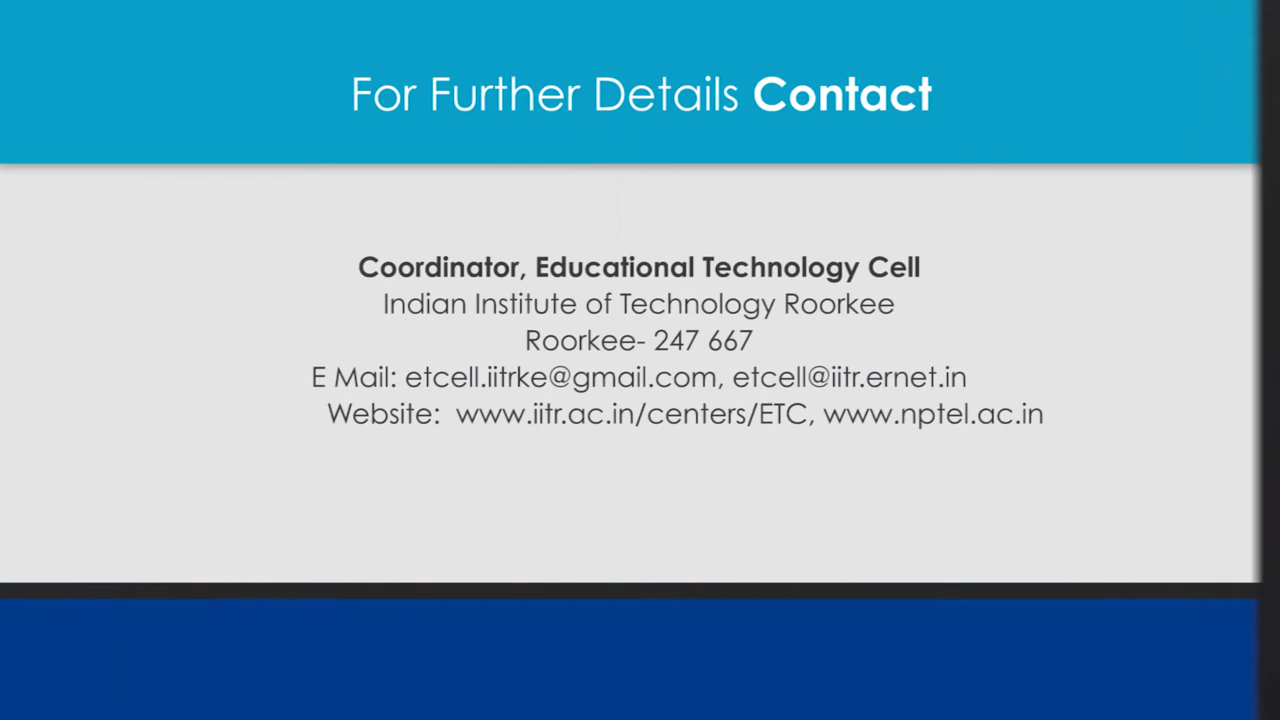 For Further Details Contact
Coordinator, Educational Technology Cell
Indian Institute of Technology Roorkee
Roorkee- 247 667
E Mail: etcell.iitrke@gmail.com, etcell@iitr.ernet.in
Website: www.iitr.ac.in/centers/ETC, www.nptel.ac.in